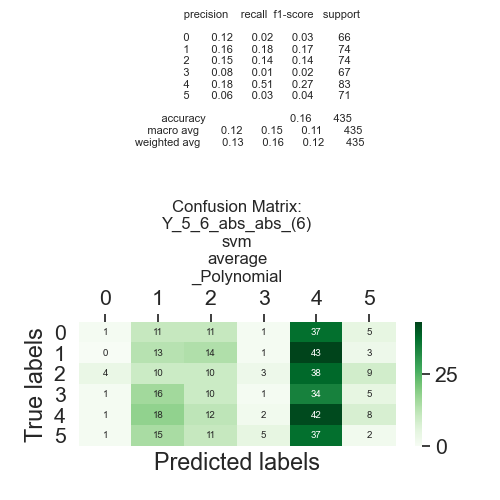 precision recall f1-score support
0 0.12 0.02 0.03 66
1 0.16 0.18 0.17 74
2 0.15 0.14 0.14 74
3 0.08 0.01 0.02 67
4 0.18 0.51 0.27 83
5 0.06 0.03 0.04 71
accuracy 0.16 435
macro avg 0.12 0.15 0.11 435
weighted avg 0.13 0.16 0.12 435
Confusion Matrix:
Y_5_6_abs_abs_(6)
svm
average
_Polynomial
0 1 2 3 4 5
0 1 11 11 1 37 5
1 0 13 14 1 43 3
2 4 10 10 3 38 9
3 1 16 10 1 34 5
4 1 18 12 2 42 8
5 1 15 11 5 37 2
True labels
Predicted labels
25
0